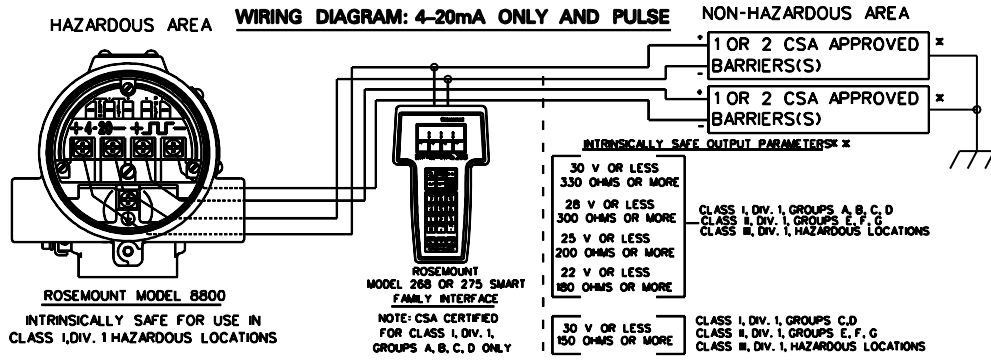 WIRING DIAGRAM: 4–20mA ONLY AND PULSE
HAZARDOUS AREA
NON-HAZARDOUS AREA
+ 1 OR 2 CSA APPROVED *
- BARRIERS(S)
+ 1 OR 2 CSA APPROVED *
- BARRIERS(S)
+ 4-20 - + -
INTRINSICALLY SAFE OUTPUT PARAMETERS* *
30 V OR LESS
330 OHMS OR MORE
28 V OR LESS
300 OHMS OR MORE
25 V OR LESS
200 OHMS OR MORE
22 V OR LESS
180 OHMS OR MORE
CLASS I, DIV. 1, GROUPS A, B, C, D
CLASS II, DIV. 1, GROUPS E, F, G
CLASS III, DIV. 1, HAZARDOUS LOCATIONS
30 V OR LESS
150 OHMS OR MORE
CLASS I, DIV. 1, GROUPS C,D
CLASS II, DIV. 1, GROUPS E, F, G
CLASS III, DIV. 1, HAZARDOUS LOCATIONS
ROSEMOUNT
MODEL 268 OR 275 SMART
FAMILY INTERFACE
NOTE: CSA CERTIFIED
FOR CLASS I, DIV. 1,
GROUPS A, B, C, D ONLY
ROSEMOUNT MODEL 8800
INTRINSICALLY SAFE FOR USE IN
CLASS I,DIV. 1 HAZARDOUS LOCATIONS